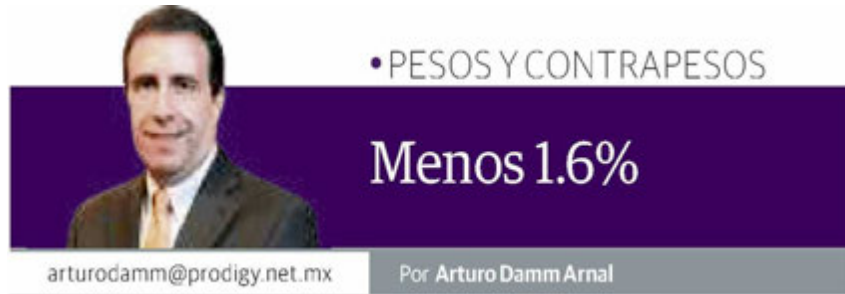 •PESOS Y CONTRAPESOS
Menos 1.6%
arturodamm@prodigy.net.mx
Por Arturo Damm Arnal